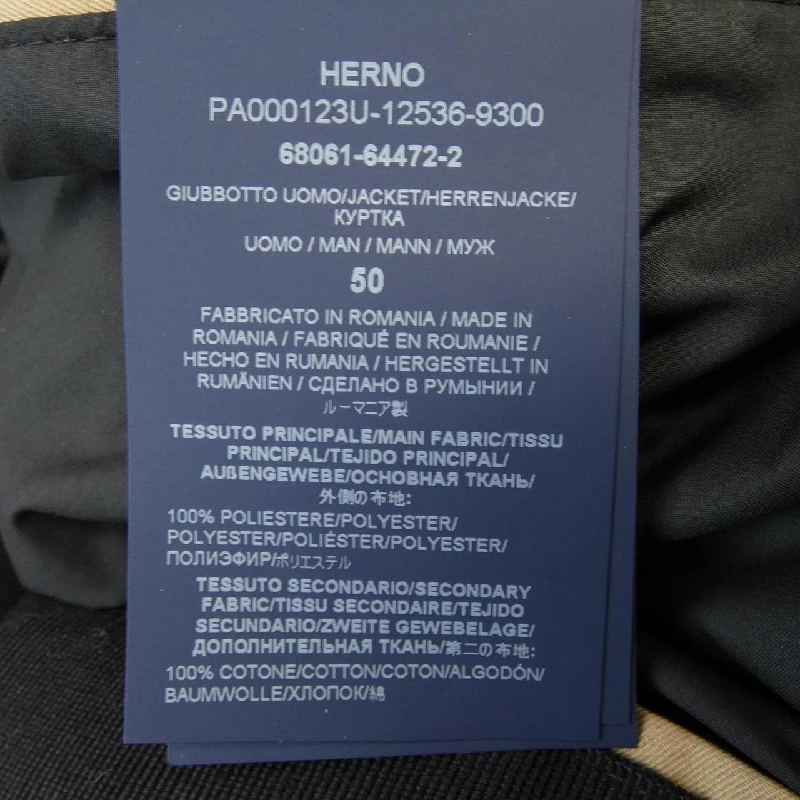 HERNO
PA000123U-12536-9300
68061-64472-2
GIUBBOTTO UOMO/JACKET/HERRENJACKE/
КУРТКА
UOMO / MAN / MANN / МУЖ
50
FABBRICATO IN ROMANIA / MADE IN
ROMANIA / FABRIQUÉ EN ROUMANIE /
HECHO EN RUMANIA / HERGESTELLT IN
RUMÄNIEN / СДЕЛАНО В РУМЫНИИ /
ルーマニア製
TESSUTO PRINCIPALE/MAIN FABRIC/TISSU
PRINCIPAL/TEJIDO PRINCIPAL/
AUßENGEWEBE/ОСНОВНАЯ ТКАНЬ/
外側の布地:
100% POLIESTERE/POLYESTER/
POLYESTER/POLIÉSTER/POLYESTER/
ПОЛИЭФИР/ポリエステル
TESSUTO SECONDARIO/SECONDARY
FABRIC/TISSU SECONDAIRE/TEJIDO
SECUNDARIO/ZWEITE GEWEBELAGE/
ДОПОЛНИТЕЛЬНАЯ ТКАНЬ/第二の布地:
100% COTONE/COTTON/COTON/ALGODÓN/
BAUMWOLLE/ХЛОПОК/綿